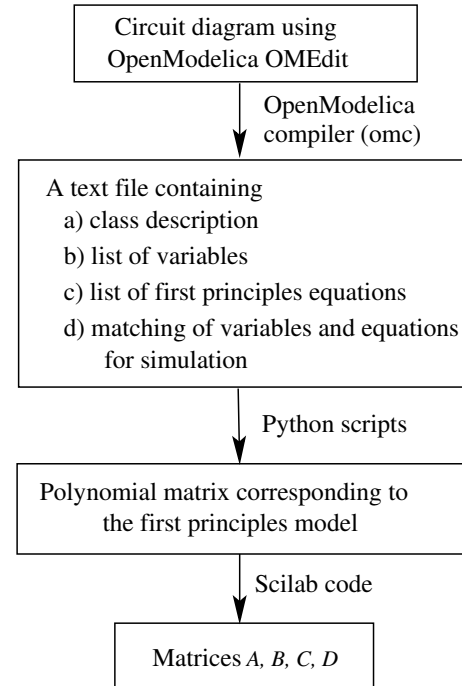 Circuit diagram using
OpenModelica OMEdit
OpenModelica
compiler (omc)
A text file containing
a) class description
b) list of variables
c) list of first principles equations
d) matching of variables and equations
for simulation
Python scripts
Polynomial matrix corresponding to
the first principles model
Scilab code
Matrices A, B, C, D